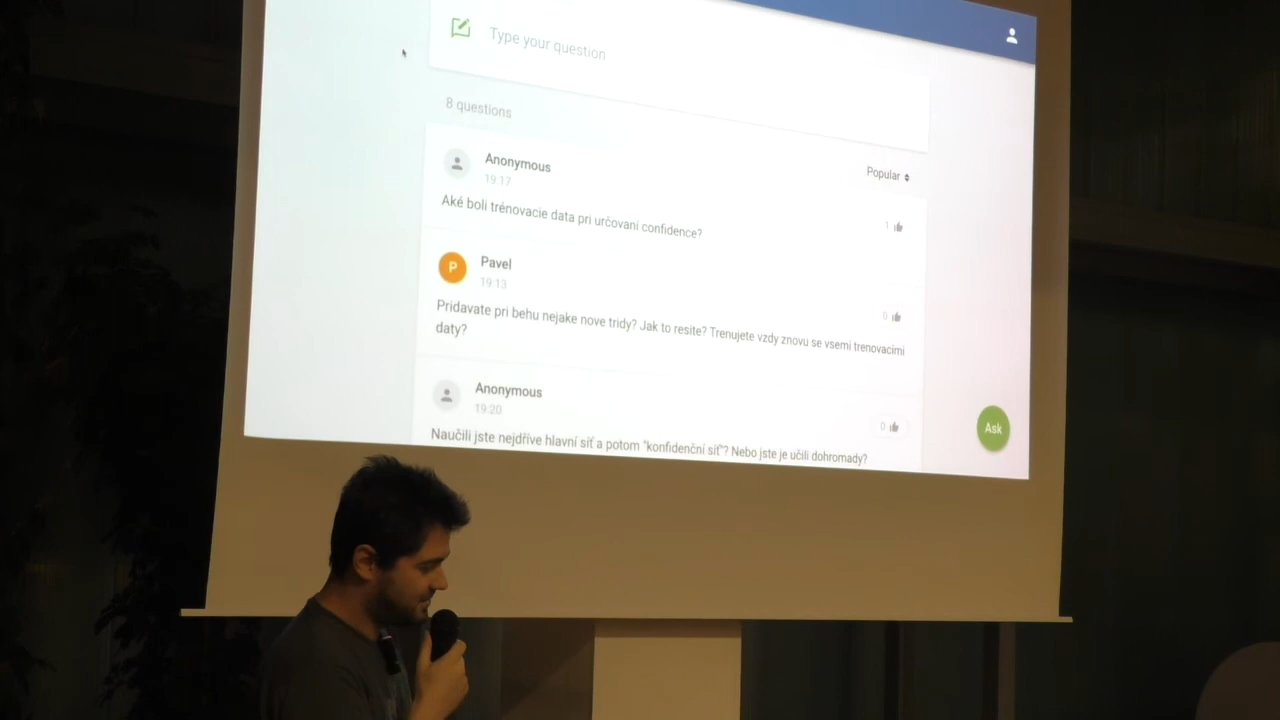 Type your question
8 questions
Popular
Anonymous
19:17
1
Aké boli trénovacie data pri určovaní confidence?
P
Pavel
19:13
0
Pridavate pri behu nejake nove tridy? Jak to resite? Trenujete vzdy znovu se vsemi trenovacimi
daty?
Anonymous
19:20
0
Naučili jste nejdříve hlavní síť a potom "konfidenční síť"? Nebo jste je učili dohromady?
Ask